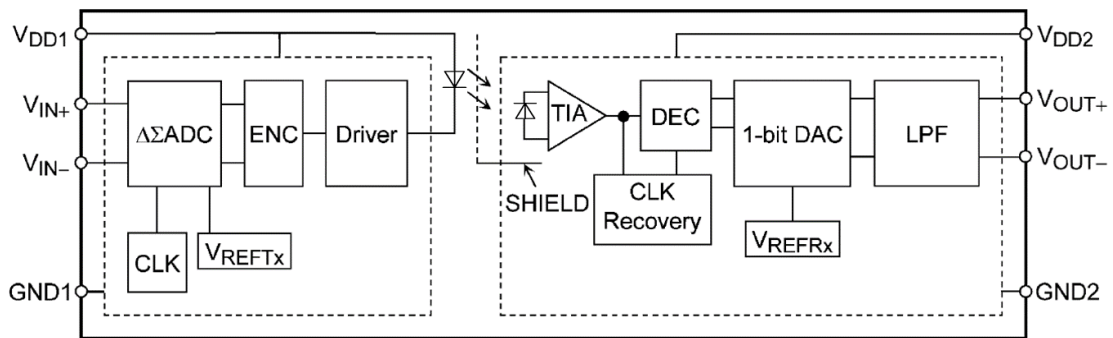 VDD1
VDD2
VIN+
VIN−
ΔΣADC
ENC
Driver
CLK
VREFTx
GND1
SHIELD
TIA
DEC
1-bit DAC
LPF
CLK
Recovery
VREFRx
VOUT+
VOUT−
GND2